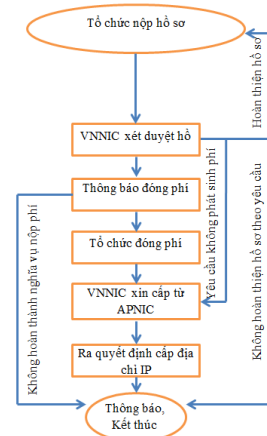 Tổ chức nộp hồ sơ
VNNIC xét duyệt hồ
Thông báo đóng phí
Tổ chức đóng phí
VNNIC xin cấp từ
APNIC
Ra quyết định cấp địa
chỉ IP
Thông báo,
Kết thúc
Không hoàn thành nghĩa vụ nộp phí
Yêu cầu không phát sinh phí
Hoàn thiện hồ sơ
Không hoàn thiện hồ sơ theo yêu cầu